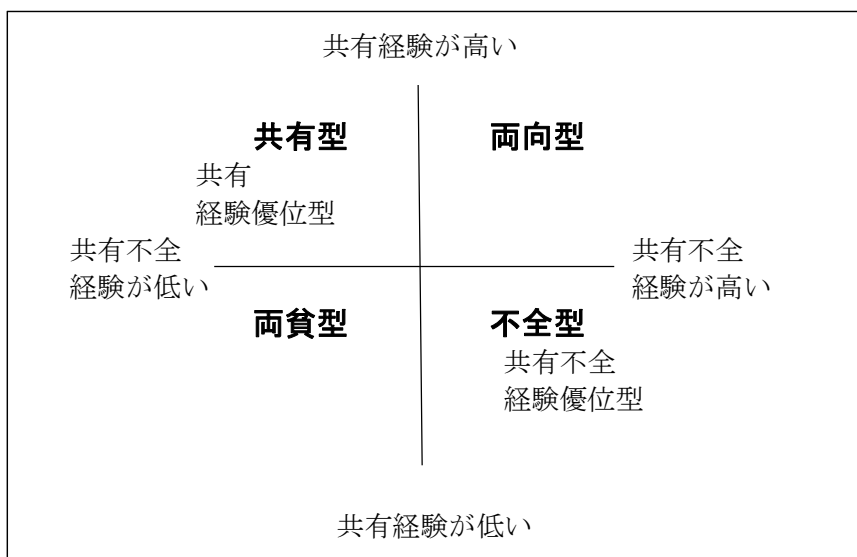 共有経験が高い
共有型
両向型
共有
経験優位型
共有不全
経験が低い
共有不全
経験が高い
両貧型
不全型
共有不全
経験優位型
共有経験が低い